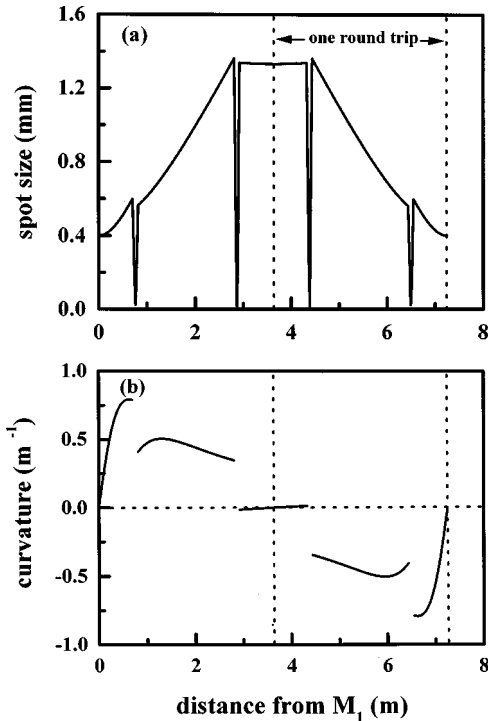 (a)
one round trip
1.6
1.2
0.8
0.4
0.0
spot size (mm)
0 2 4 6 8
(b)
1.0
0.5
0.0
-0.5
-1.0
curvature (m⁻¹)
0 2 4 6 8
distance from M₁ (m)